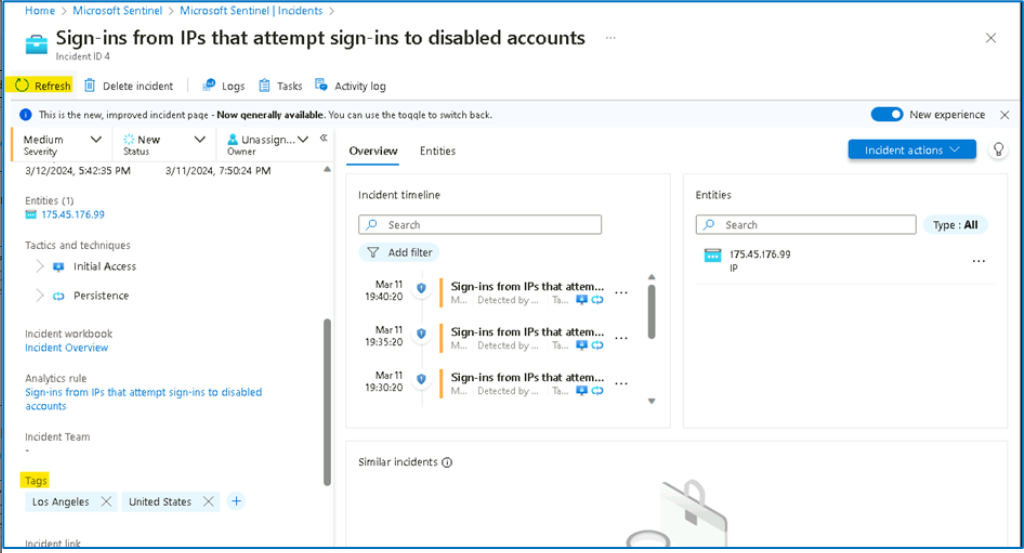 Home > Microsoft Sentinel > Microsoft Sentinel | Incidents >
Sign-ins from IPs that attempt sign-ins to disabled accounts ...
Incident ID 4
Refresh Delete incident Logs Tasks Activity log
This is the new, improved incident page - Now generally available. You can use the toggle to switch back. New experience
Medium
Severity
New
Status
Unassign...
Owner
3/12/2024, 5:42:35 PM 3/11/2024, 7:50:24 PM
Entities (1)
175.45.176.99
Tactics and techniques
Initial Access
Persistence
Incident workbook
Incident Overview
Analytics rule
Sign-ins from IPs that attempt sign-ins to disabled
accounts
Incident Team
-
Tags
Los Angeles × United States × +
Incident link
Overview Entities
Incident actions
Incident timeline
Search
Add filter
Mar 11
19:40:20
Sign-ins from IPs that attem... ...
M... Detected by ... Ta...
Mar 11
19:35:20
Sign-ins from IPs that attem... ...
M... Detected by ... Ta...
Mar 11
19:30:20
Sign-ins from IPs that attem... ...
M... Detected by ... Ta...
Entities
Search
Type : All
175.45.176.99
IP
...
Similar incidents